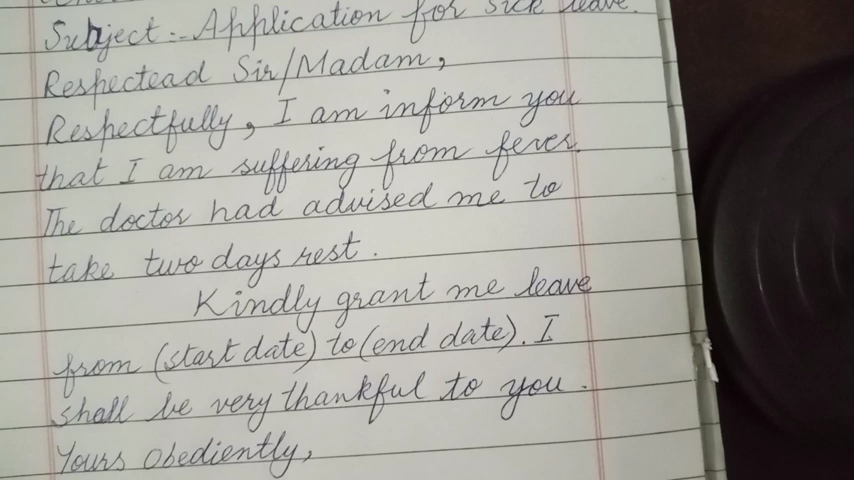 Subject :- Application for sick leave.
Respectead Sir/Madam,
Respectfully, I am inform you
that I am suffering from fever.
The doctor had advised me to
take two days rest.
Kindly grant me leave
from (start date) to (end date). I
shall be very thankful to you.
Yours obediently,